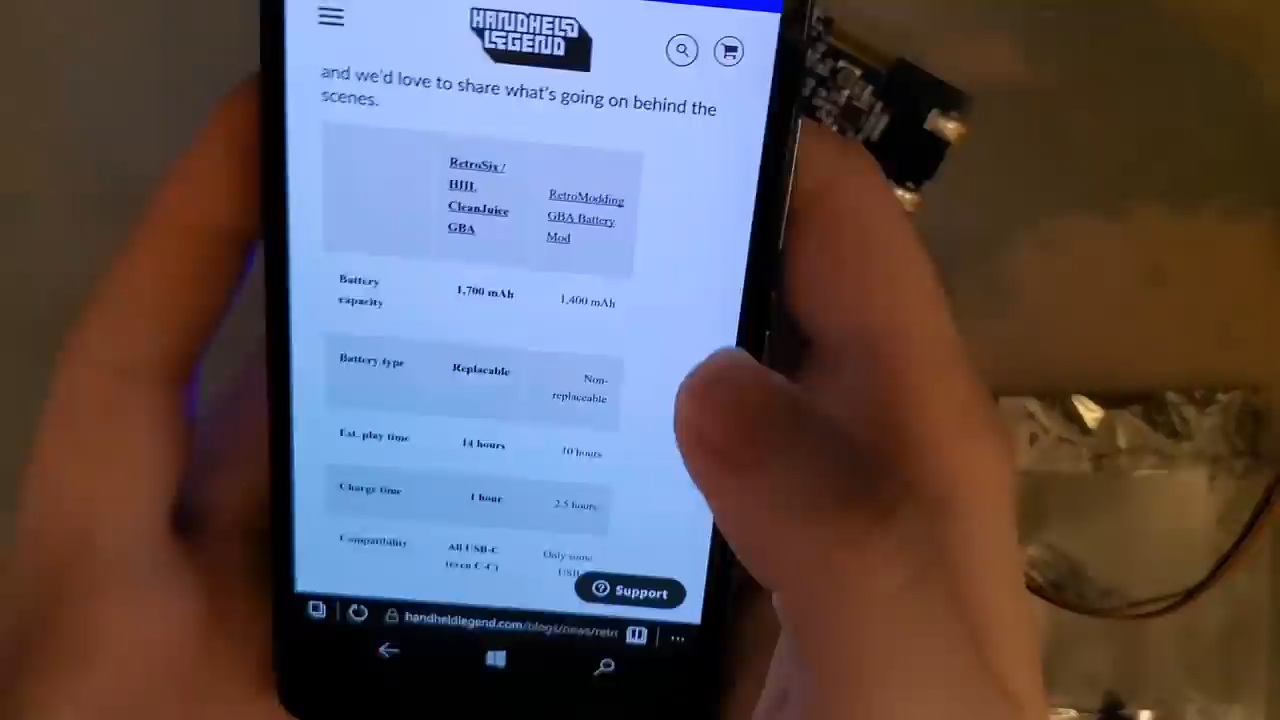 HANDHELD
LEGEND
and we'd love to share what's going on behind the
scenes.
RetroSix /
HHL
CleanJuice
GBA
RetroModding
GBA Battery
Mod
Battery
capacity
1,700 mAh
1,400 mAh
Battery type
Replacable
Non-
replaceable
Est. play time
14 hours
10 hours
Charge time
1 hour
2.5 hours
Compatibility
All USB-C
(even C-C)
Only some
Support
handheldlegend.com/blogs/news/retro